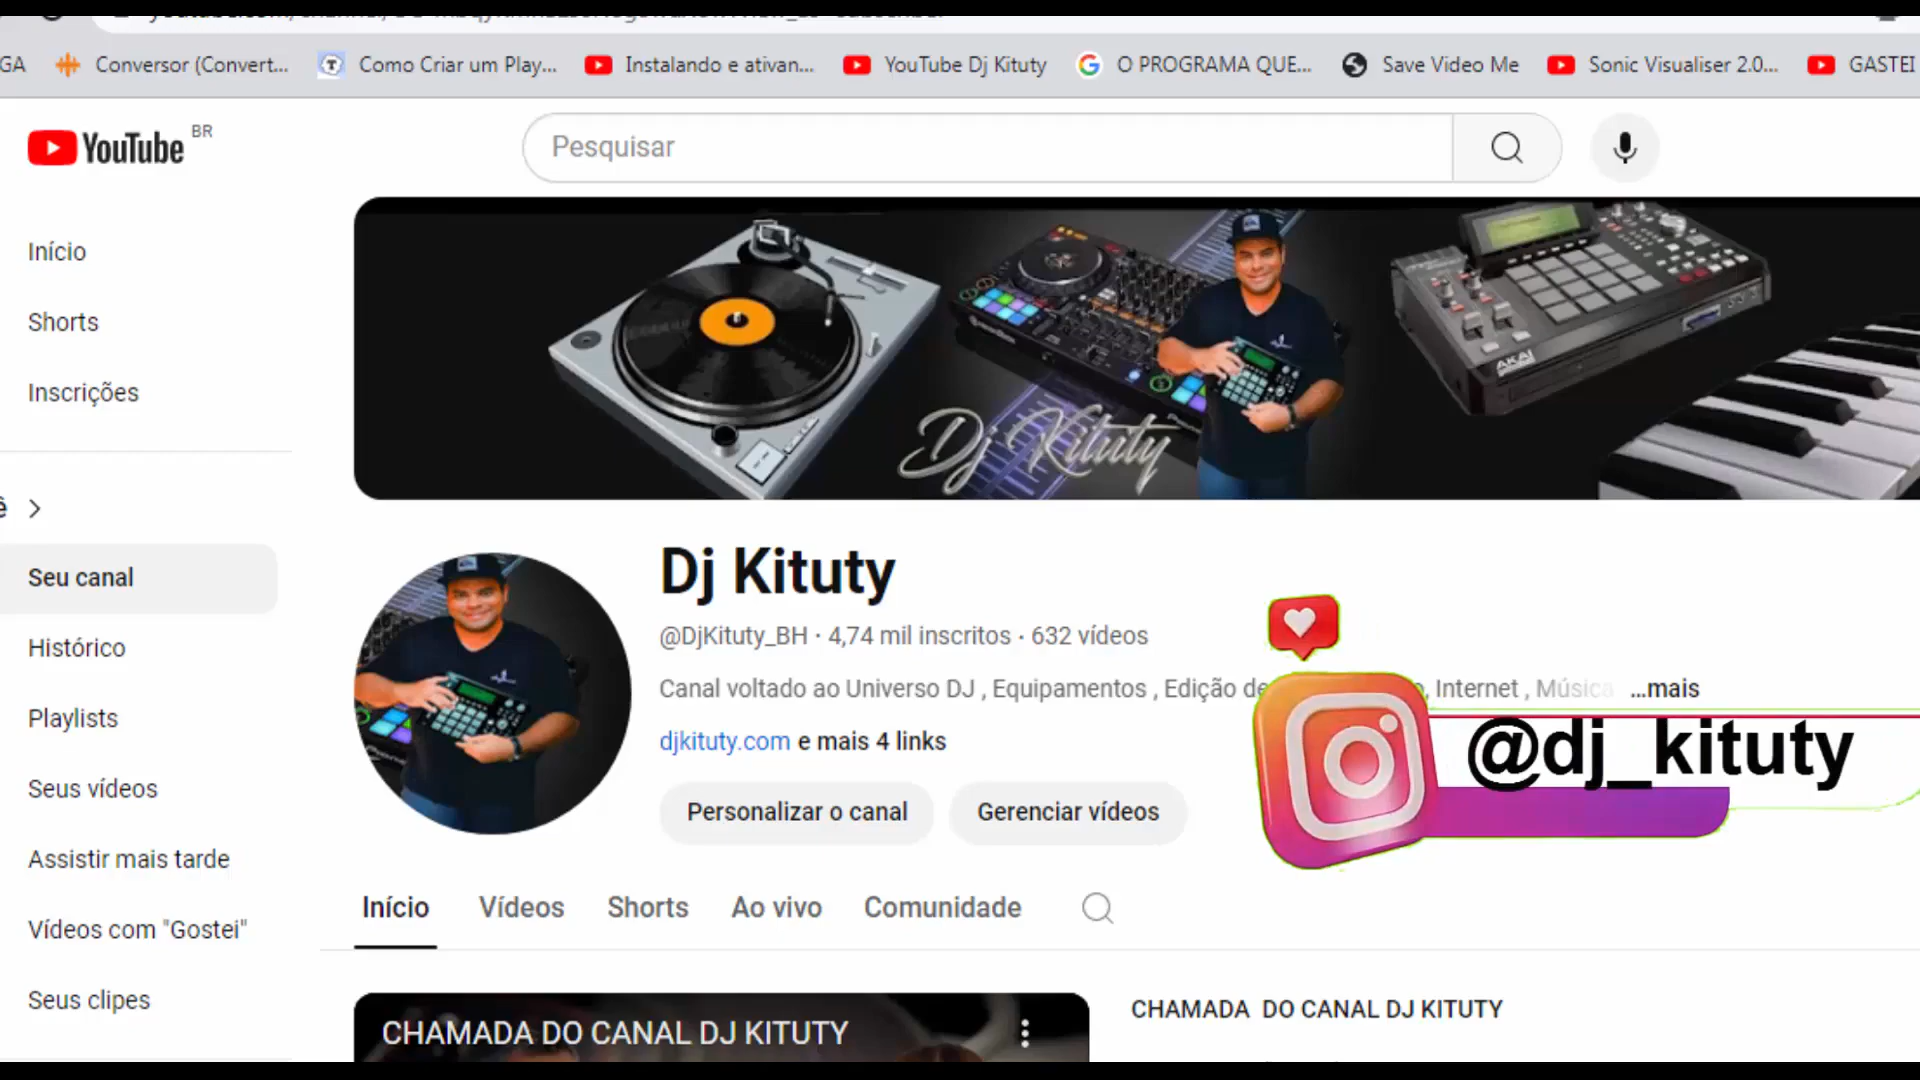 GA
Conversor (Convert...
Como Criar um Play...
Instalando e ativan...
YouTube Dj Kituty
O PROGRAMA QUE...
Save Video Me
Sonic Visualiser 2.0...
GASTEI
YouTube BR
Pesquisar
Início
Shorts
Inscrições
ê
Seu canal
Histórico
Playlists
Seus vídeos
Assistir mais tarde
Vídeos com "Gostei"
Seus clipes
AKAI
Dj Kituty
Dj Kituty
@DjKituty_BH · 4,74 mil inscritos · 632 vídeos
Canal voltado ao Universo DJ , Equipamentos , Edição de , Internet , Música ...mais
djkituty.com e mais 4 links
@dj_kituty
Personalizar o canal
Gerenciar vídeos
Início
Vídeos
Shorts
Ao vivo
Comunidade
CHAMADA DO CANAL DJ KITUTY
CHAMADA DO CANAL DJ KITUTY